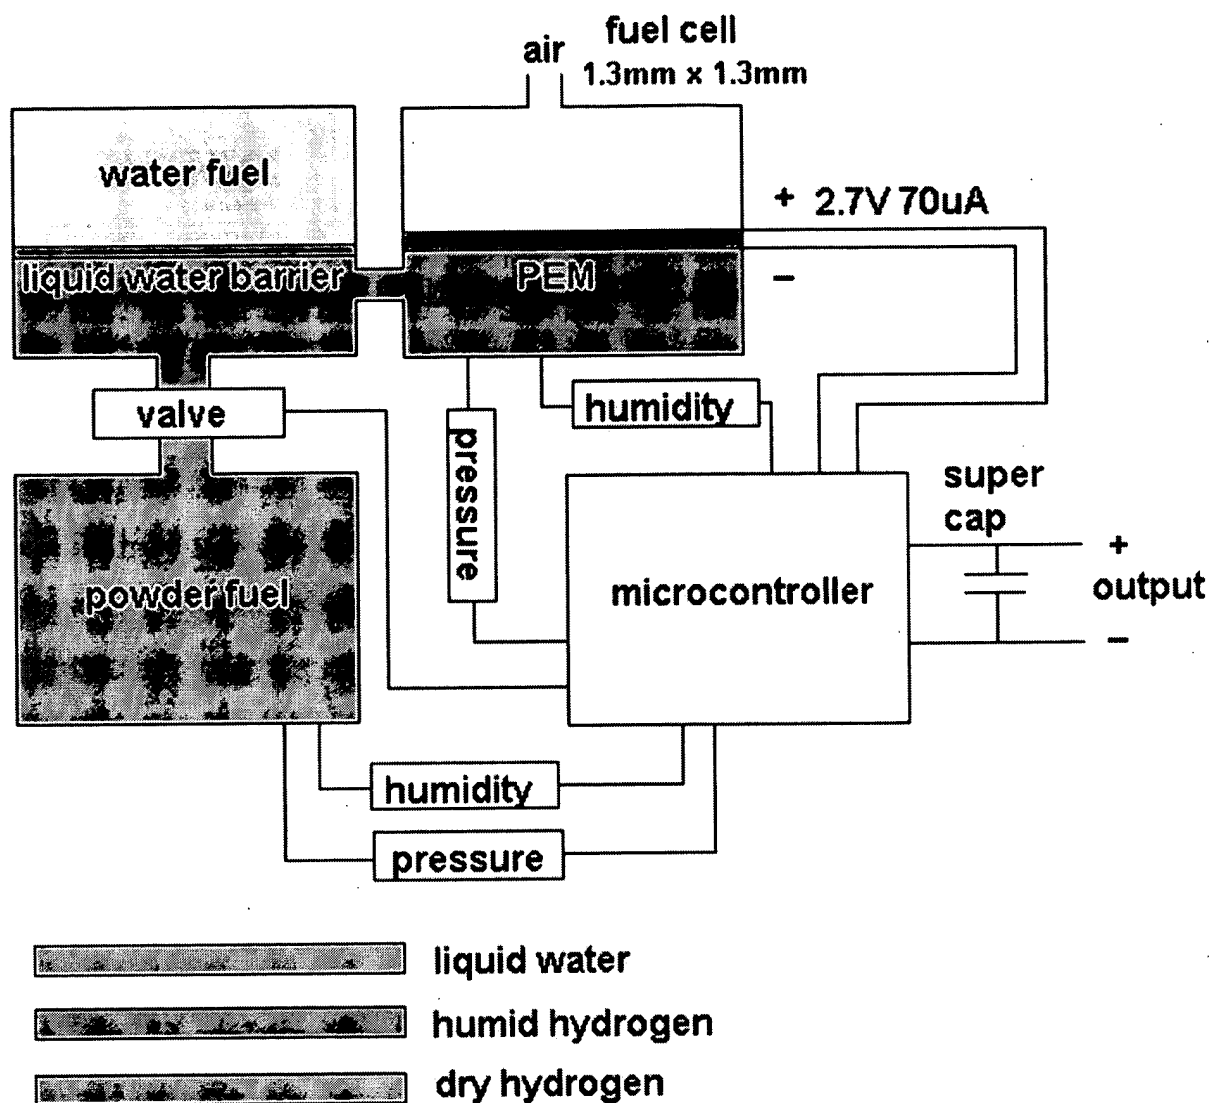 air
fuel cell
1.3mm x 1.3mm
water fuel
+ 2.7V 70uA
liquid water barrier
PEM
−
valve
humidity
pressure
super
cap
+
powder fuel
microcontroller
output
−
humidity
pressure
liquid water
humid hydrogen
dry hydrogen